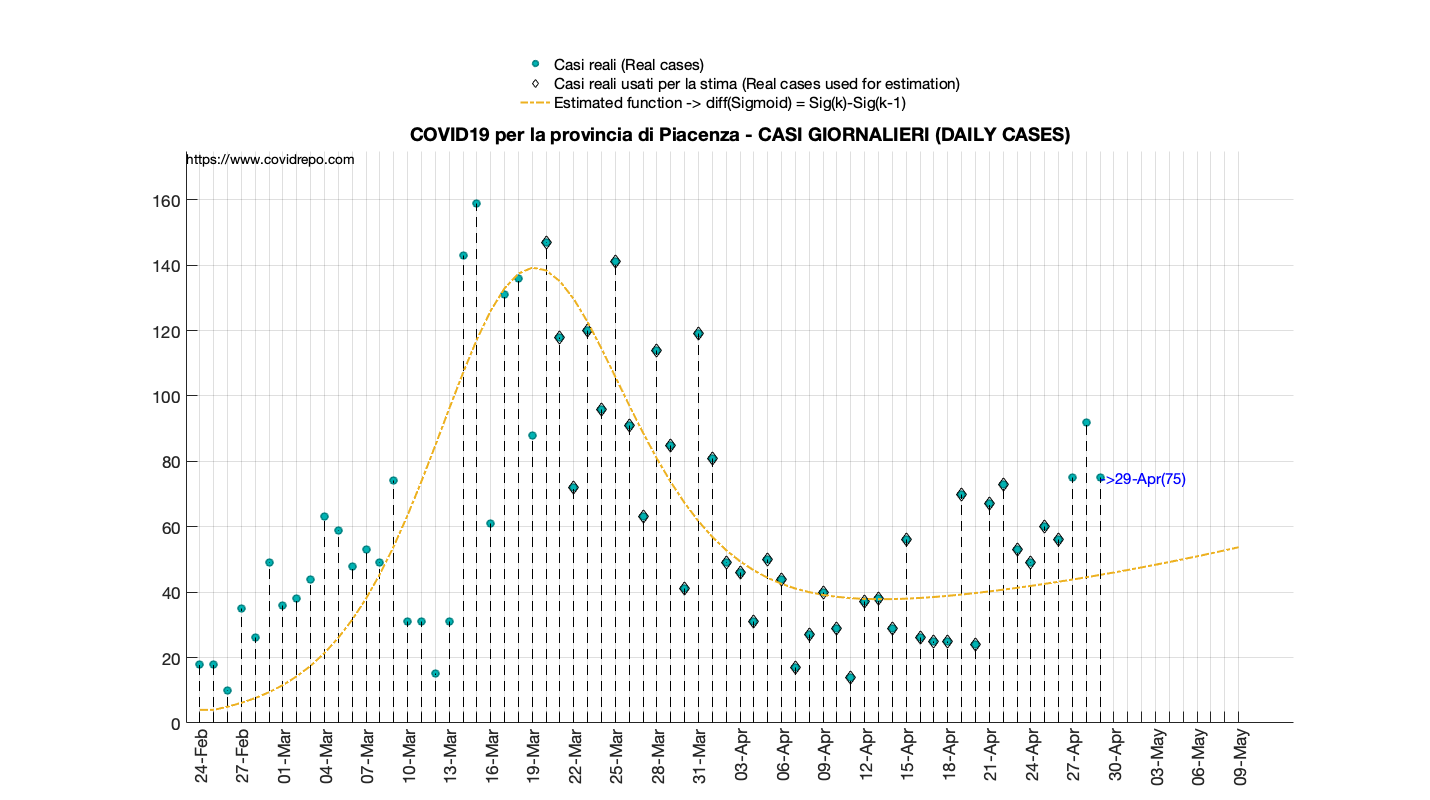 Casi reali (Real cases)
Casi reali usati per la stima (Real cases used for estimation)
Estimated function -> diff(Sigmoid) = Sig(k)-Sig(k-1)
COVID19 per la provincia di Piacenza - CASI GIORNALIERI (DAILY CASES)
https://www.covidrepo.com
160
140
120
100
80
60
40
20
0
->29-Apr(75)
24-Feb
27-Feb
01-Mar
04-Mar
07-Mar
10-Mar
13-Mar
16-Mar
19-Mar
22-Mar
25-Mar
28-Mar
31-Mar
03-Apr
06-Apr
09-Apr
12-Apr
15-Apr
18-Apr
21-Apr
24-Apr
27-Apr
30-Apr
03-May
06-May
09-May